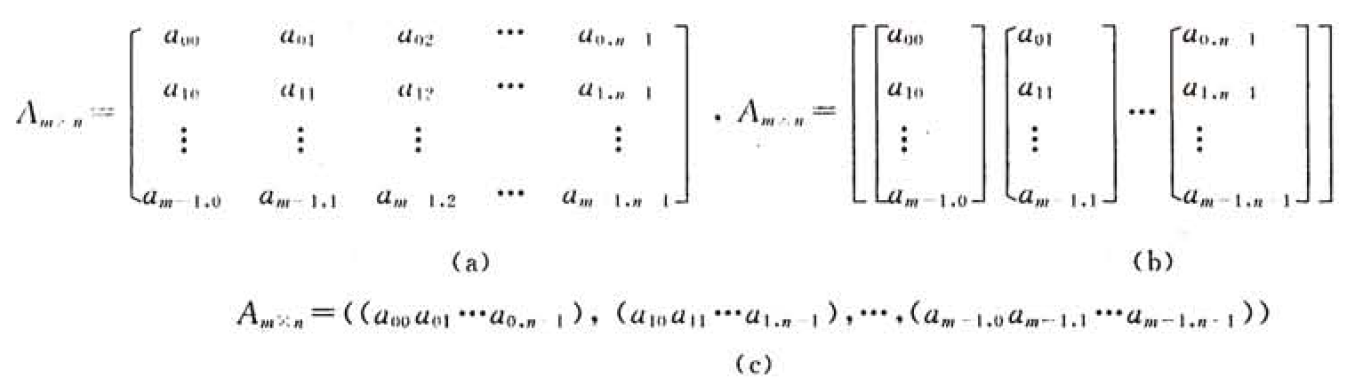 A_{m×n} = [ a_{00} a_{01} a_{02} ⋯ a_{0,n-1} ; a_{10} a_{11} a_{12} ⋯ a_{1,n-1} ; ⋮ ⋮ ⋮ ⋮ ; a_{m-1,0} a_{m-1,1} a_{m-1,2} ⋯ a_{m-1,n-1} ] , A_{m×n} = [ [ a_{00} ; a_{10} ; ⋮ ; a_{m-1,0} ] [ a_{01} ; a_{11} ; ⋮ ; a_{m-1,1} ] ⋯ [ a_{0,n-1} ; a_{1,n-1} ; ⋮ ; a_{m-1,n-1} ] ]
(a) (b)
A_{m×n}=((a_{00}a_{01}⋯a_{0,n-1}), (a_{10}a_{11}⋯a_{1,n-1}),⋯,(a_{m-1,0}a_{m-1,1}⋯a_{m-1,n-1}))
(c)